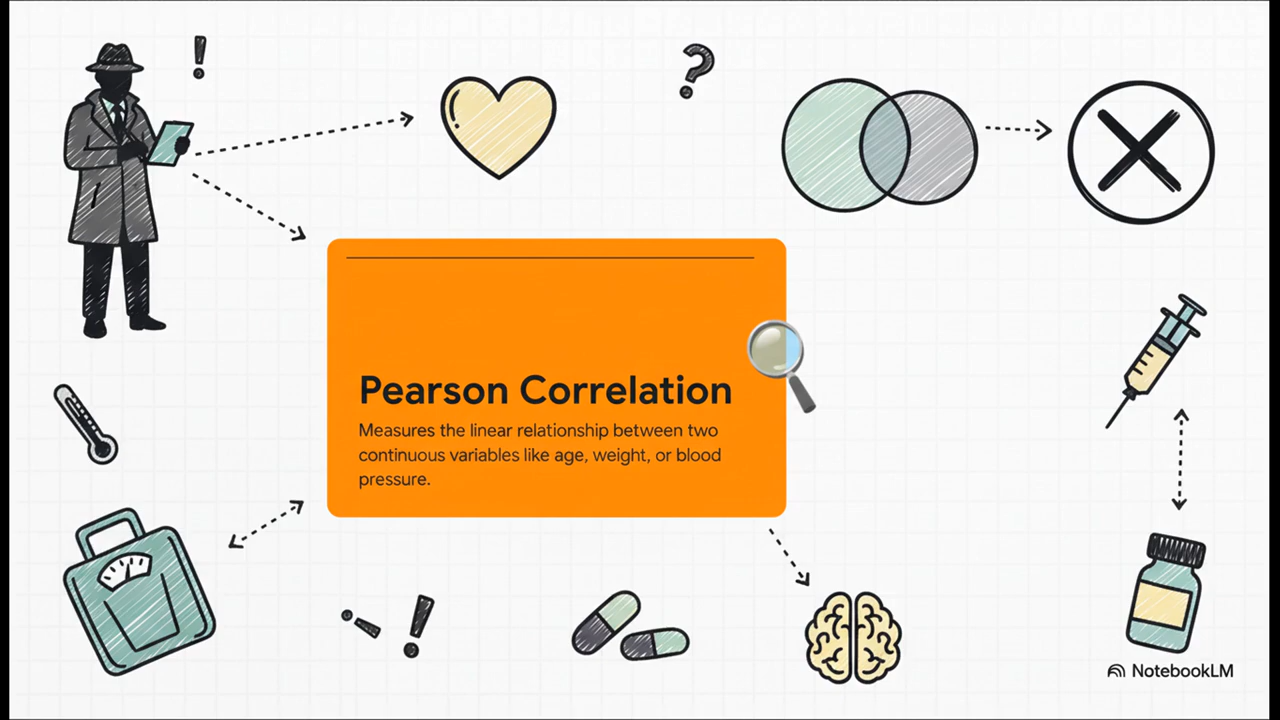 Pearson Correlation
Measures the linear relationship between two
continuous variables like age, weight, or blood
pressure.
NotebookLM